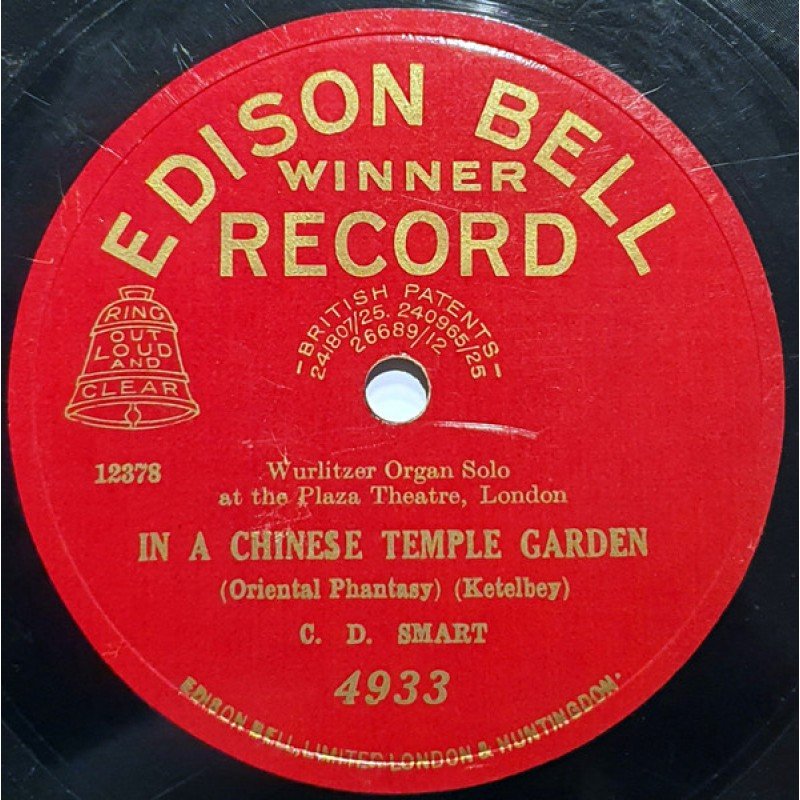 EDISON BELL
WINNER
RECORD
-BRITISH PATENTS-
241807/25. 240965/25
26689/12
RING
OUT
LOUD
AND
CLEAR
12378
Wurlitzer Organ Solo
at the Plaza Theatre, London
IN A CHINESE TEMPLE GARDEN
(Oriental Phantasy) (Ketelbey)
C. D. SMART
4933
EDISON BELL, LIMITED. LONDON & HUNTINGDON.